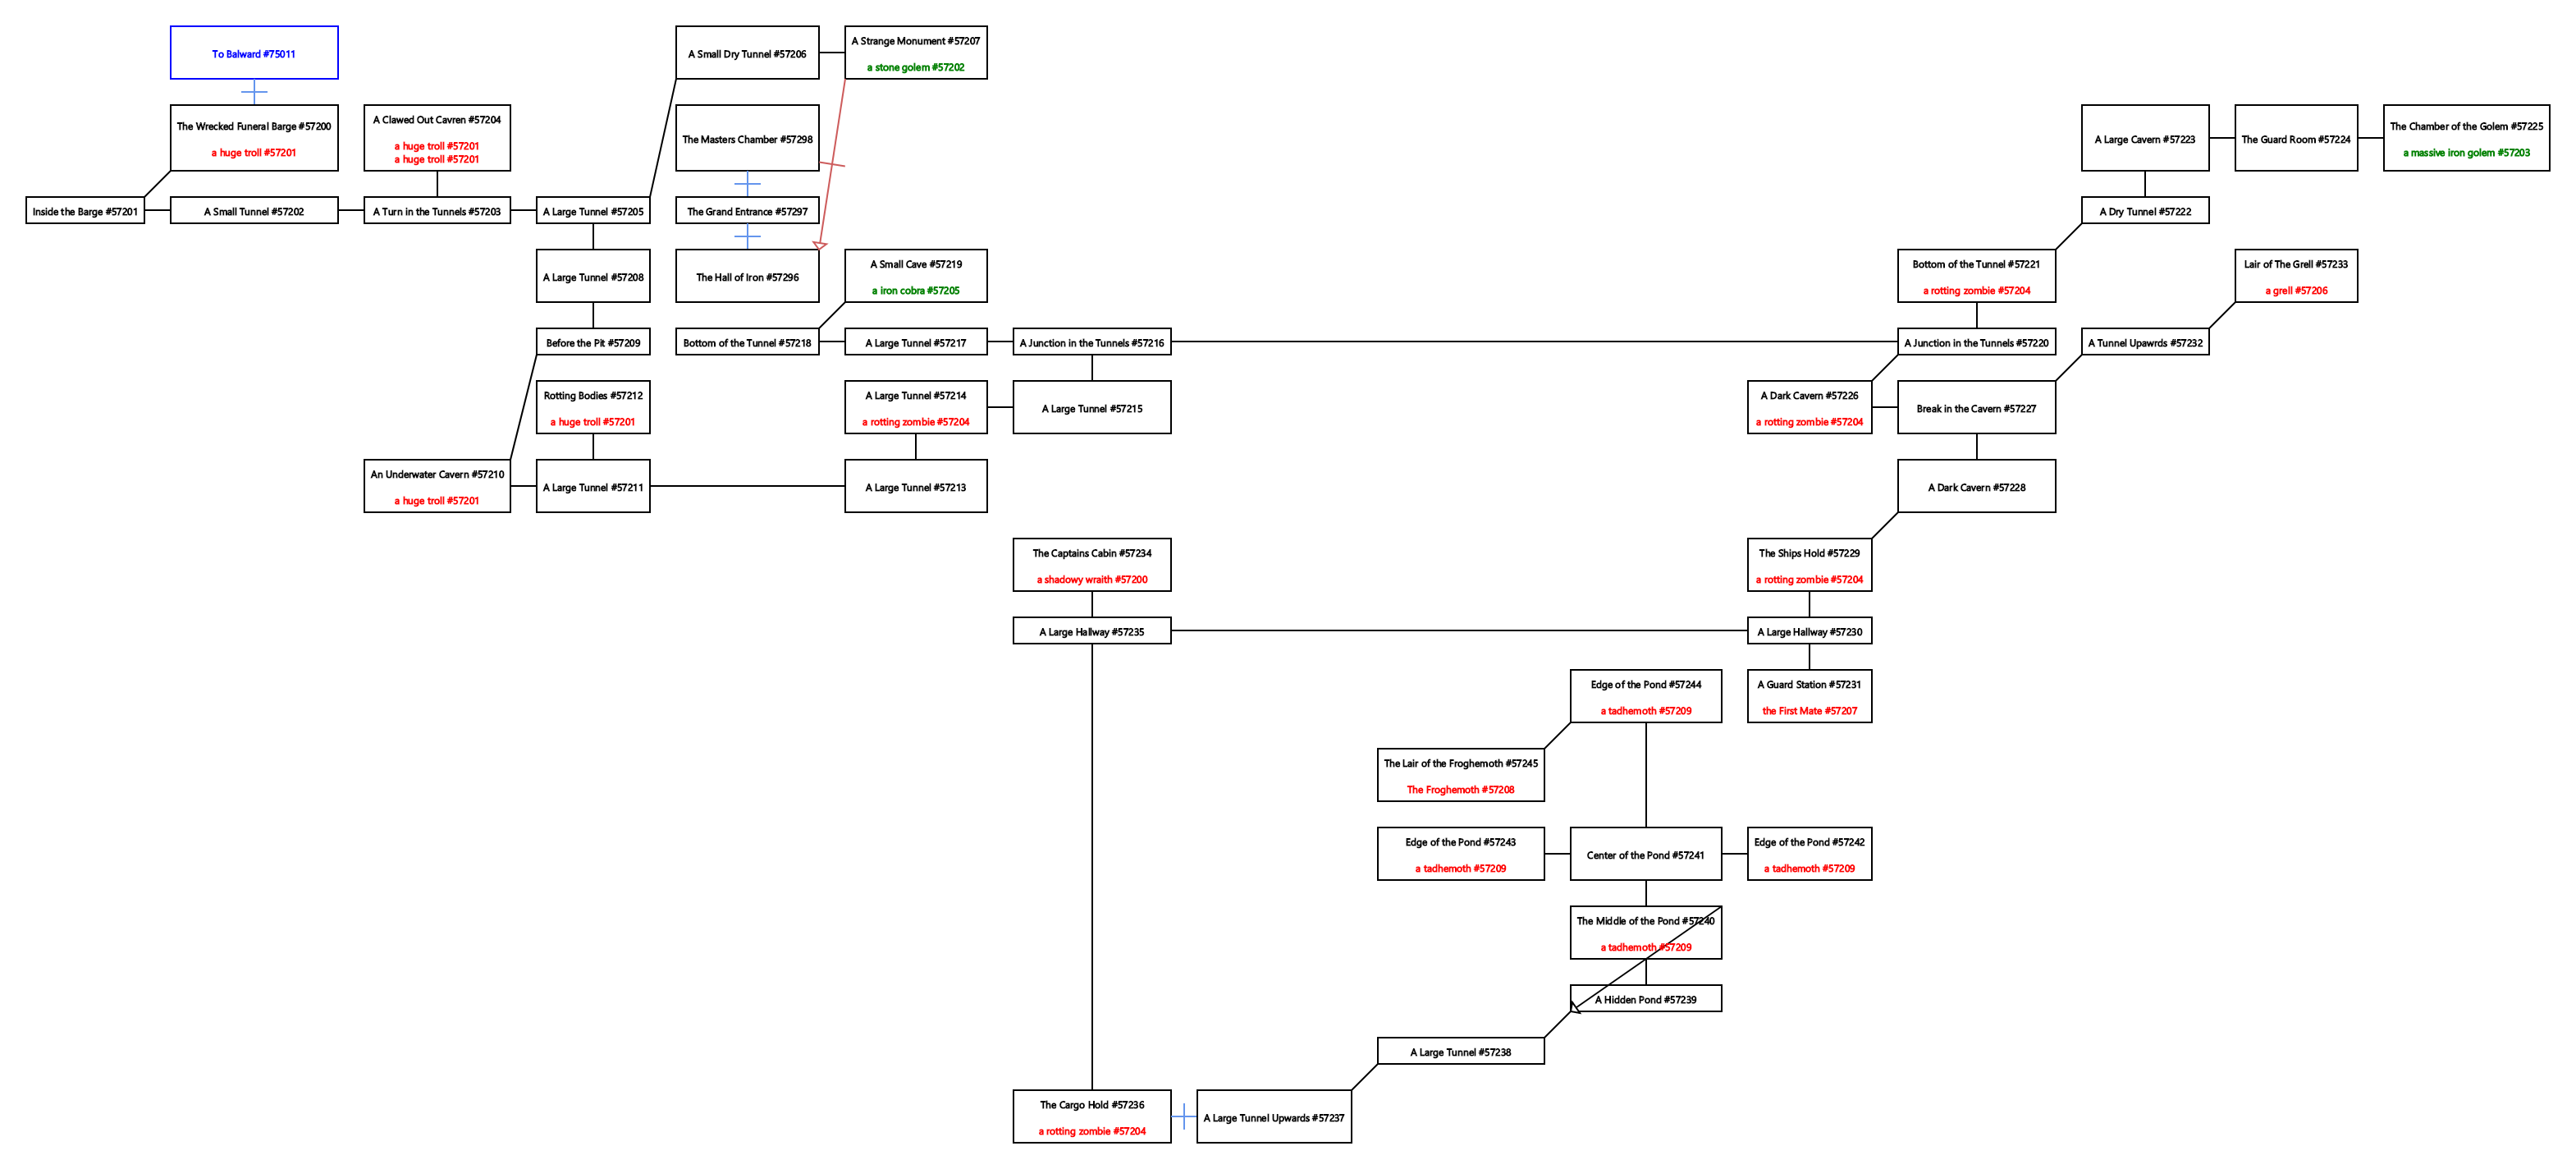 To Balward #75011
A Small Dry Tunnel #57206
A Strange Monument #57207
a stone golem #57202
The Wrecked Funeral Barge #57200
a huge troll #57201
A Clawed Out Cavren #57204
a huge troll #57201
a huge troll #57201
The Masters Chamber #57298
A Large Cavern #57223
The Guard Room #57224
The Chamber of the Golem #57225
a massive iron golem #57203
Inside the Barge #57201
A Small Tunnel #57202
A Turn in the Tunnels #57203
A Large Tunnel #57205
The Grand Entrance #57297
A Dry Tunnel #57222
A Large Tunnel #57208
The Hall of Iron #57296
A Small Cave #57219
a iron cobra #57205
Bottom of the Tunnel #57221
a rotting zombie #57204
Lair of The Grell #57233
a grell #57206
Before the Pit #57209
Bottom of the Tunnel #57218
A Large Tunnel #57217
A Junction in the Tunnels #57216
A Junction in the Tunnels #57220
A Tunnel Upawrds #57232
Rotting Bodies #57212
a huge troll #57201
A Large Tunnel #57214
a rotting zombie #57204
A Large Tunnel #57215
A Dark Cavern #57226
a rotting zombie #57204
Break in the Cavern #57227
An Underwater Cavern #57210
a huge troll #57201
A Large Tunnel #57211
A Large Tunnel #57213
A Dark Cavern #57228
The Captains Cabin #57234
a shadowy wraith #57200
The Ships Hold #57229
a rotting zombie #57204
A Large Hallway #57235
A Large Hallway #57230
Edge of the Pond #57244
a tadhemoth #57209
A Guard Station #57231
the First Mate #57207
The Lair of the Froghemoth #57245
The Froghemoth #57208
Edge of the Pond #57243
a tadhemoth #57209
Center of the Pond #57241
Edge of the Pond #57242
a tadhemoth #57209
The Middle of the Pond #57240
a tadhemoth #57209
A Hidden Pond #57239
A Large Tunnel #57238
The Cargo Hold #57236
a rotting zombie #57204
A Large Tunnel Upwards #57237